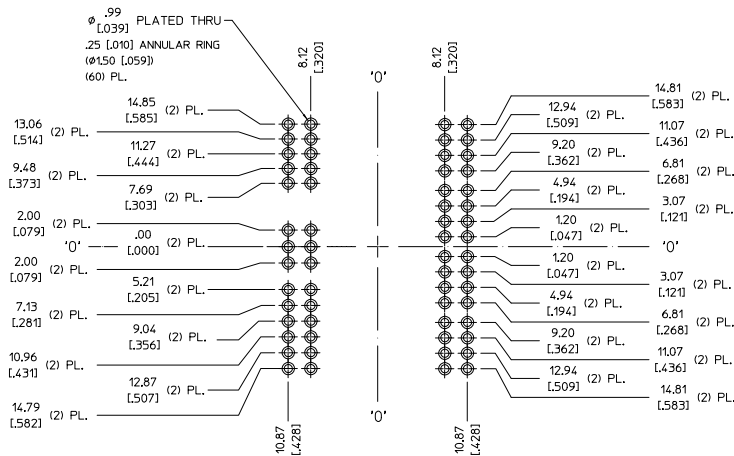 ø .99
[.039] PLATED THRU
.25 [.010] ANNULAR RING
(ø1.50 [.059])
(60) PL.
8.12
[.320]
'0'
8.12
[.320]
14.85
[.585] (2) PL.
13.06
[.514] (2) PL.
11.27
[.444] (2) PL.
9.48
[.373] (2) PL.
7.69
[.303] (2) PL.
2.00
[.079] (2) PL.
'0'
.00
[.000] (2) PL.
2.00
[.079] (2) PL.
5.21
[.205] (2) PL.
7.13
[.281] (2) PL.
9.04
[.356] (2) PL.
10.96
[.431] (2) PL.
12.87
[.507] (2) PL.
14.79
[.582] (2) PL.
10.87
[.428]
14.81
[.583] (2) PL.
12.94
[.509] (2) PL.
11.07
[.436] (2) PL.
9.20
[.362] (2) PL.
6.81
[.268] (2) PL.
4.94
[.194] (2) PL.
3.07
[.121] (2) PL.
1.20
[.047] (2) PL.
'0'
1.20
[.047] (2) PL.
3.07
[.121] (2) PL.
4.94
[.194] (2) PL.
6.81
[.268] (2) PL.
9.20
[.362] (2) PL.
11.07
[.436] (2) PL.
12.94
[.509] (2) PL.
14.81
[.583] (2) PL.
'0'
10.87
[.428]